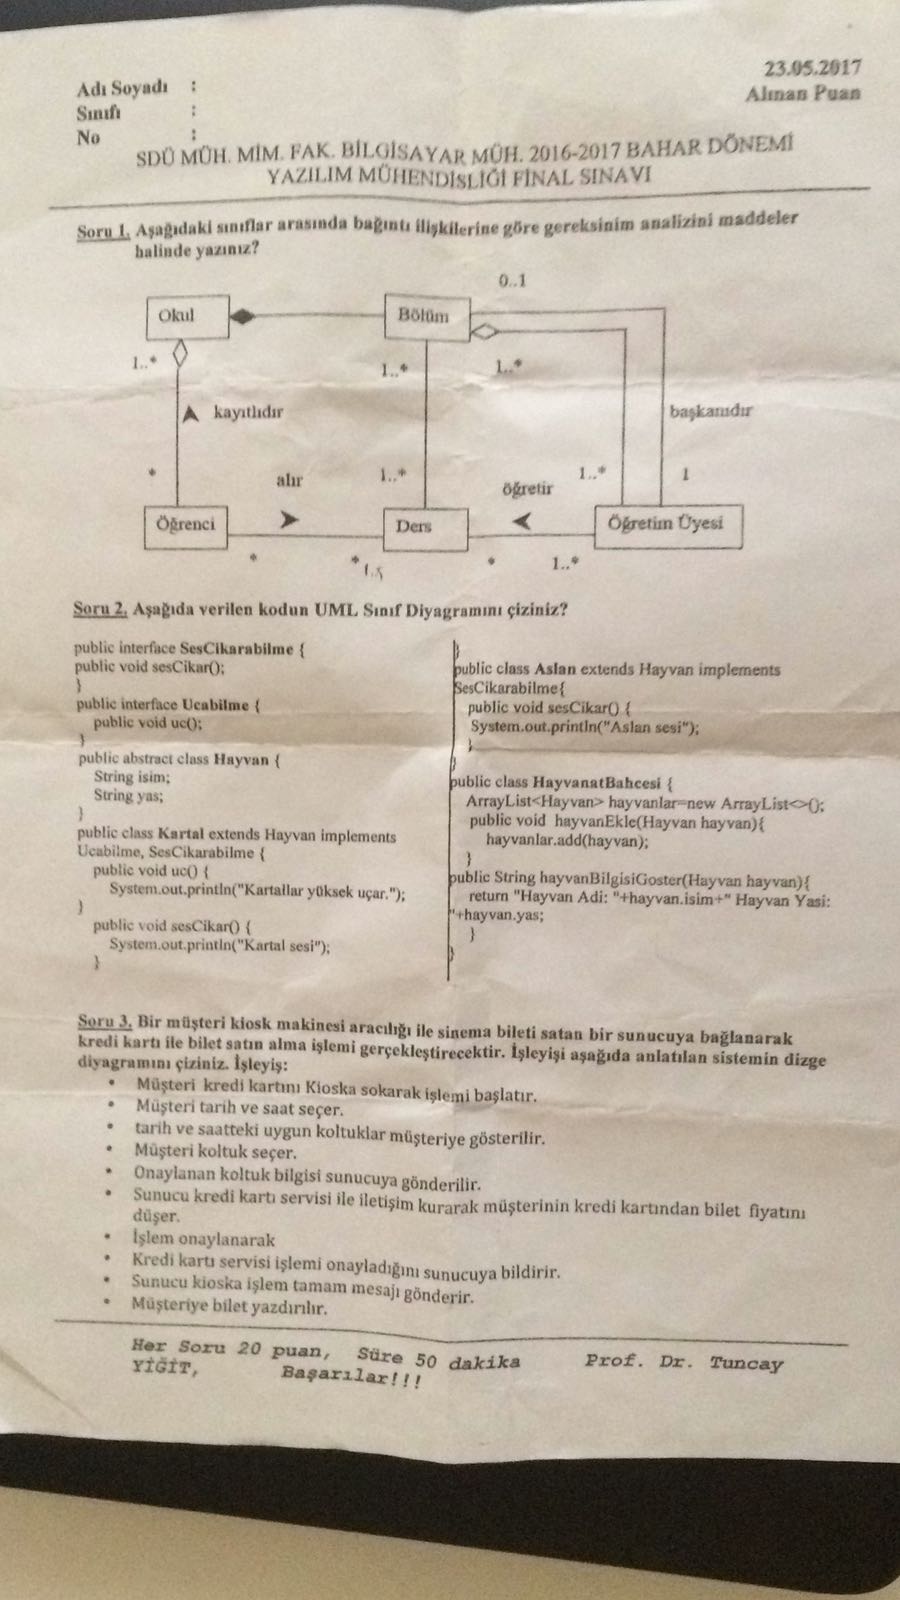 23.05.2017
Adı Soyadı :
Alınan Puan
Sınıfı :
No :
SDÜ MÜH. MİM. FAK. BİLGİSAYAR MÜH. 2016-2017 BAHAR DÖNEMİ
YAZILIM MÜHENDİSLİĞİ FİNAL SINAVI
Soru 1. Aşağıdaki sınıflar arasında bağıntı ilişkilerine göre gereksinim analizini maddeler
halinde yazınız?
0..1
Okul
Bölüm
1..*
1..*
1..*
kayıtlıdır
başkanıdır
*
alır
1..*
öğretir
1..*
1
Öğrenci
Ders
Öğretim Üyesi
*
*
*
1..*
Soru 2. Aşağıda verilen kodun UML Sınıf Diyagramını çiziniz?
public interface SesCikarabilme {
public void sesCikar();
}
public interface Ucabilme {
public void uc();
}
public abstract class Hayvan {
String isim;
String yas;
}
public class Kartal extends Hayvan implements
Ucabilme, SesCikarabilme {
public void uc() {
System.out.println("Kartallar yüksek uçar.");
}
public void sesCikar() {
System.out.println("Kartal sesi");
}
}
public class Aslan extends Hayvan implements
SesCikarabilme{
public void sesCikar() {
System.out.println("Aslan sesi");
}
}
public class HayvanatBahcesi {
ArrayList<Hayvan> hayvanlar=new ArrayList<>();
public void hayvanEkle(Hayvan hayvan){
hayvanlar.add(hayvan);
}
public String hayvanBilgisiGoster(Hayvan hayvan){
return "Hayvan Adi: "+hayvan.isim+" Hayvan Yasi:
"+hayvan.yas;
}
}
Soru 3. Bir müşteri kiosk makinesi aracılığı ile sinema bileti satan bir sunucuya bağlanarak
kredi kartı ile bilet satın alma işlemi gerçekleştirecektir. İşleyişi aşağıda anlatılan sistemin dizge
diyagramını çiziniz. İşleyiş:
• Müşteri kredi kartını Kioska sokarak işlemi başlatır.
• Müşteri tarih ve saat seçer.
• tarih ve saatteki uygun koltuklar müşteriye gösterilir.
• Müşteri koltuk seçer.
• Onaylanan koltuk bilgisi sunucuya gönderilir.
• Sunucu kredi kartı servisi ile iletişim kurarak müşterinin kredi kartından bilet fiyatını
düşer.
• İşlem onaylanarak
• Kredi kartı servisi işlemi onayladığını sunucuya bildirir.
• Sunucu kioska işlem tamam mesajı gönderir.
• Müşteriye bilet yazdırılır.
Her Soru 20 puan, Süre 50 dakika Prof. Dr. Tuncay
YİĞİT, Başarılar!!!